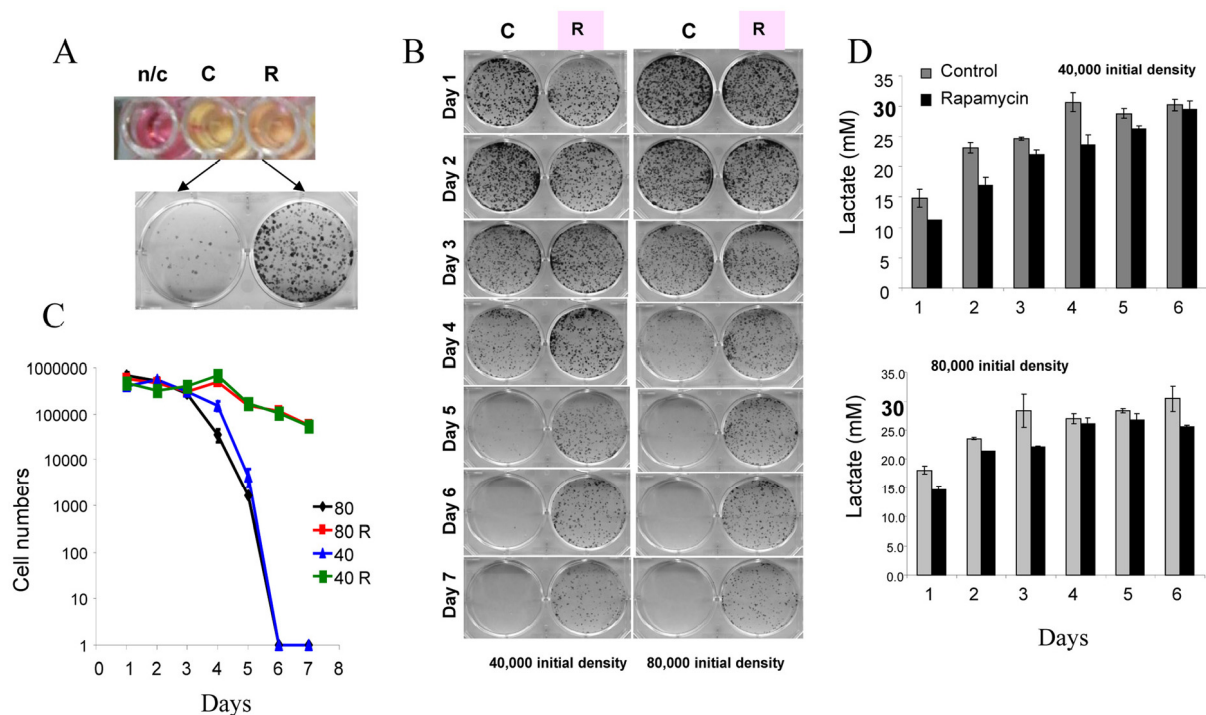 A
n/c C R
B
C R C R
Day 1
Day 2
Day 3
Day 4
Day 5
Day 6
Day 7
40,000 initial density 80,000 initial density
C
Cell numbers
1000000
100000
10000
1000
100
10
1
0 1 2 3 4 5 6 7 8
Days
80
80 R
40
40 R
D
Control
Rapamycin
40,000 initial density
Lactate (mM)
35
30
25
20
15
10
5
0
1 2 3 4 5 6
80,000 initial density
Lactate (mM)
35.0
30
25.0
20.0
15.0
10.0
5.0
0.0
1 2 3 4 5 6
Days